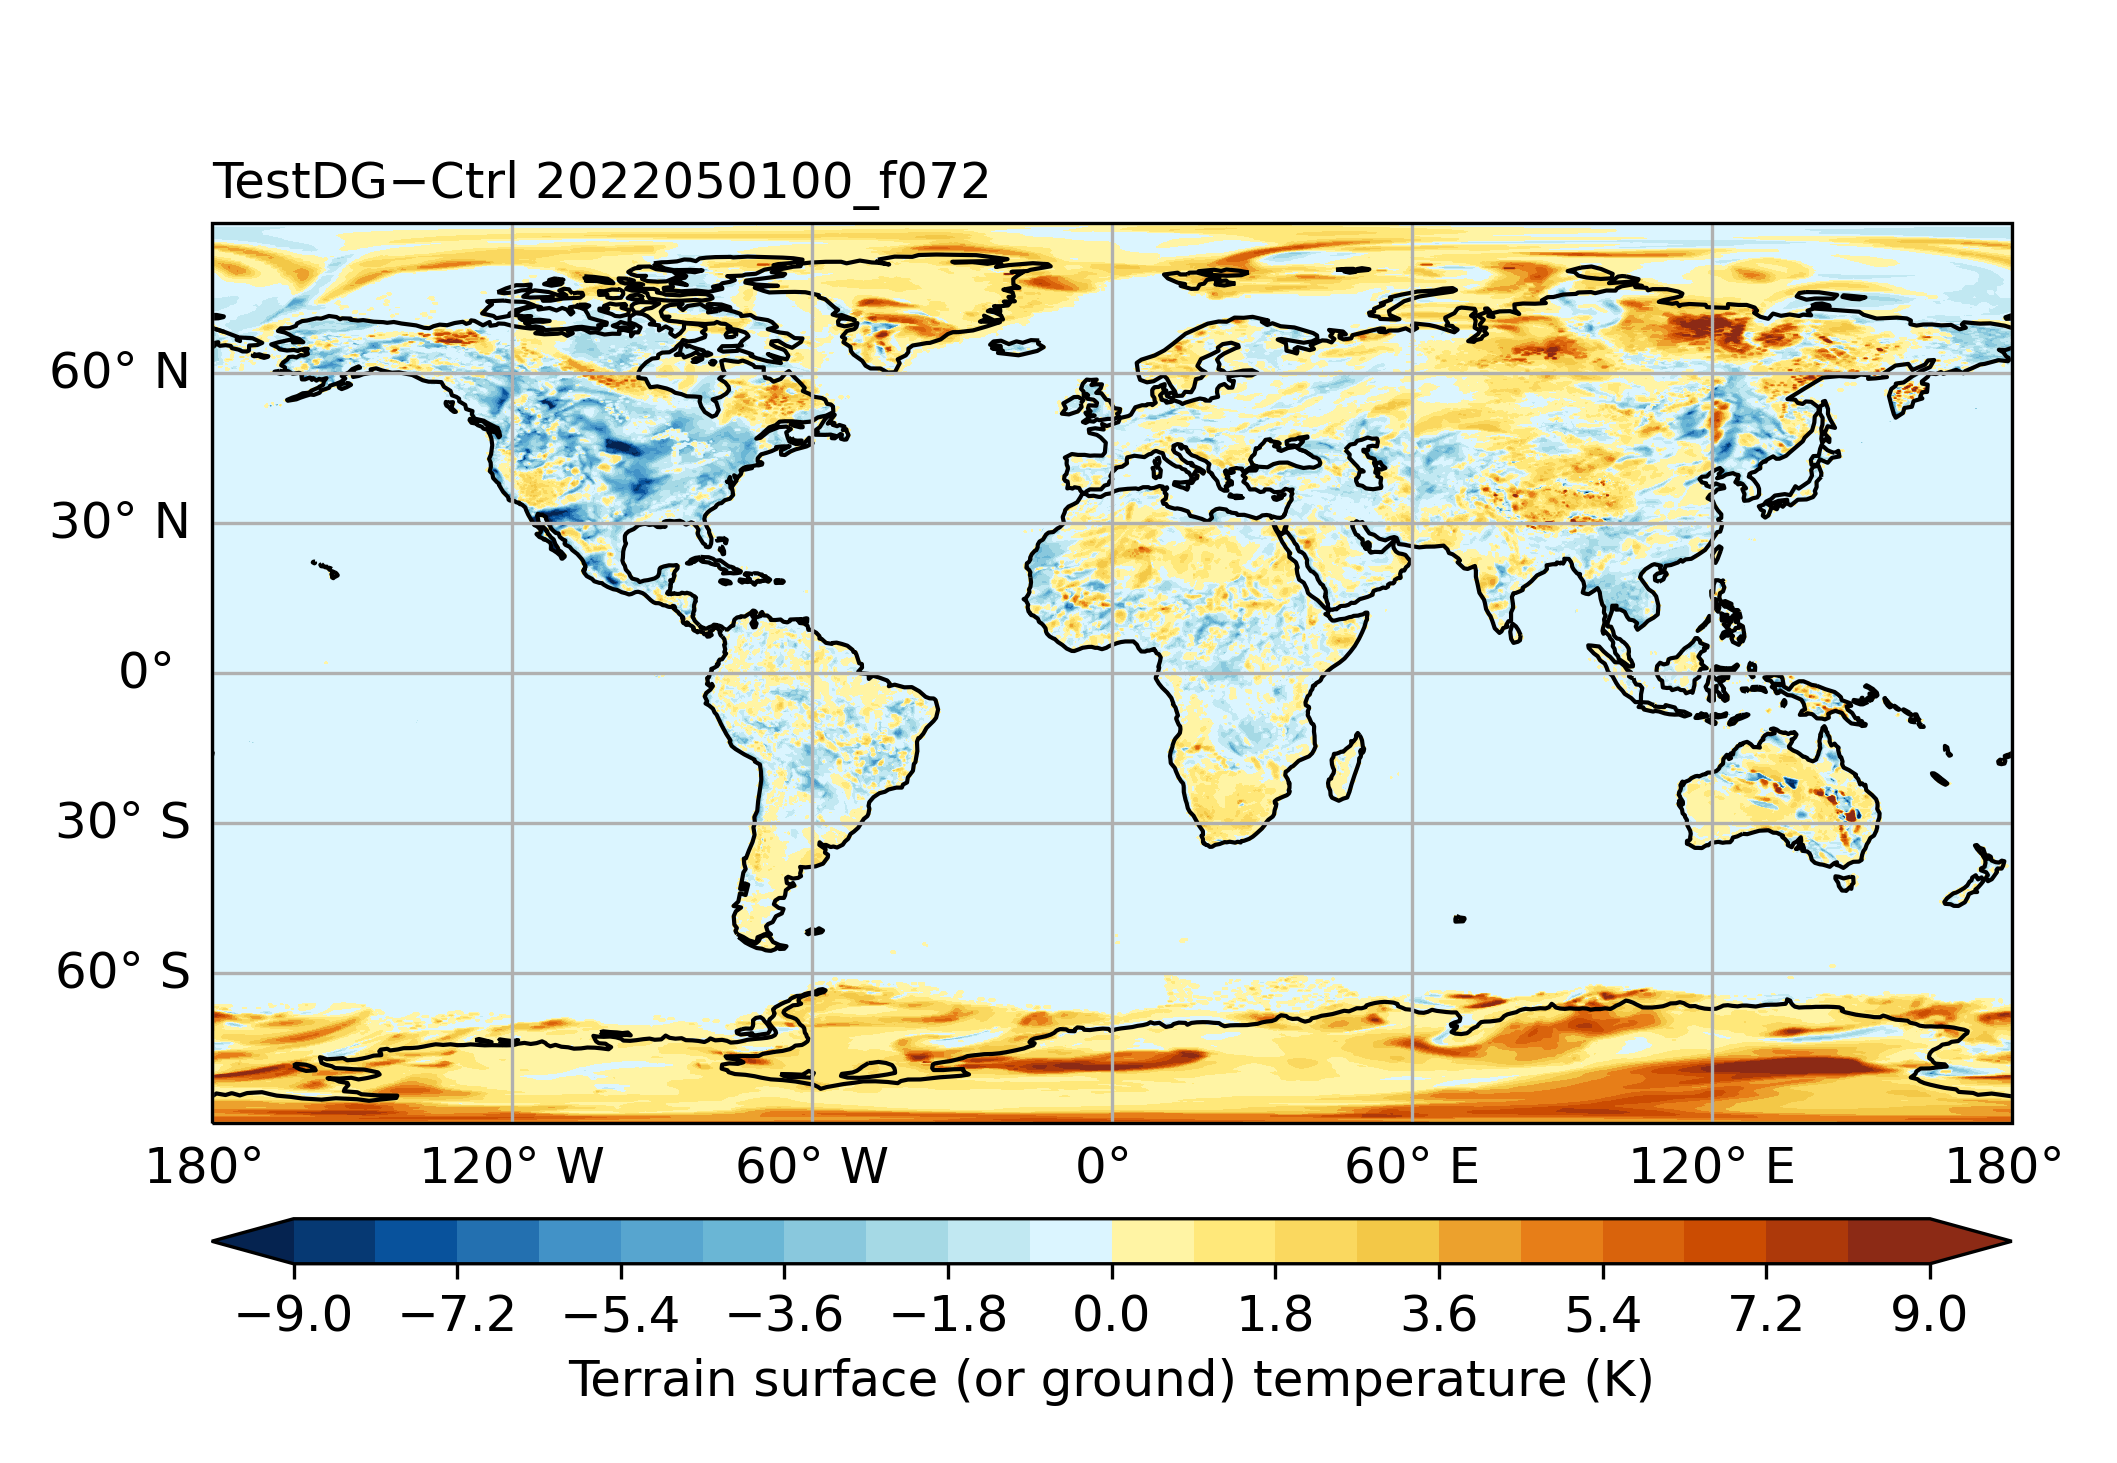 TestDG−Ctrl 2022050100_f072
60° N
30° N
0°
30° S
60° S
180° 120° W 60° W 0° 60° E 120° E 180°
−9.0 −7.2 −5.4 −3.6 −1.8 0.0 1.8 3.6 5.4 7.2 9.0
Terrain surface (or ground) temperature (K)